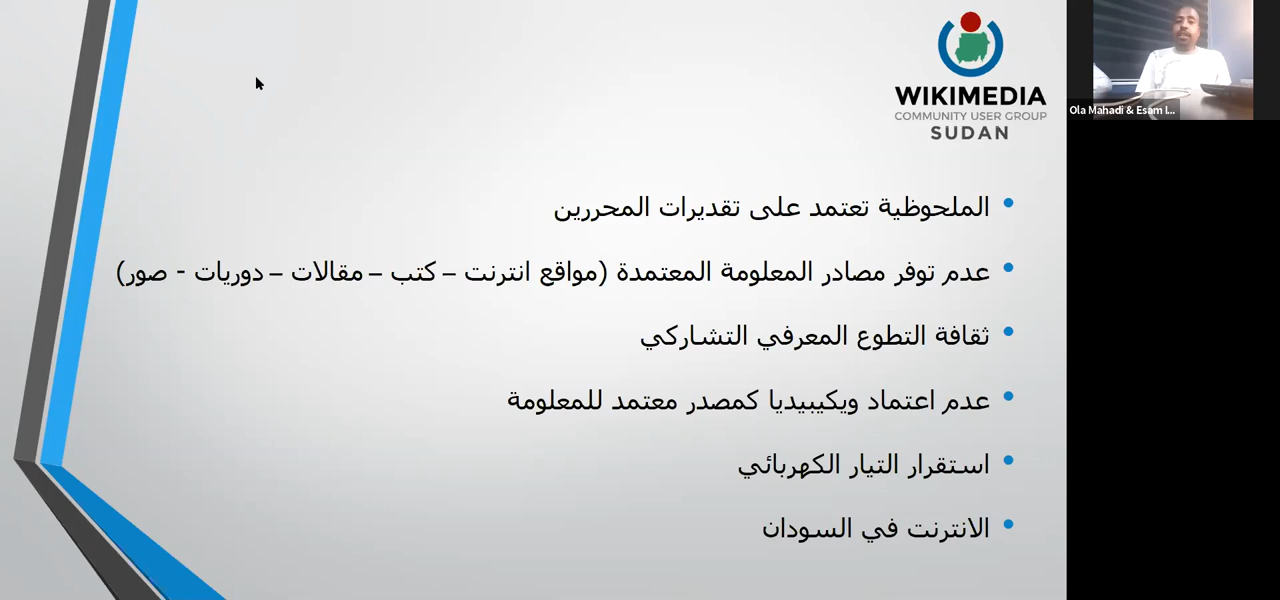 WIKIMEDIA
COMMUNITY USER GROUP
SUDAN
Ola Mahadi & Esam I...
الملحوظية تعتمد على تقديرات المحررين
عدم توفر مصادر المعلومة المعتمدة (مواقع انترنت – كتب – مقالات – دوريات - صور)
ثقافة التطوع المعرفي التشاركي
عدم اعتماد ويكيبيديا كمصدر معتمد للمعلومة
استقرار التيار الكهربائي
الانترنت في السودان